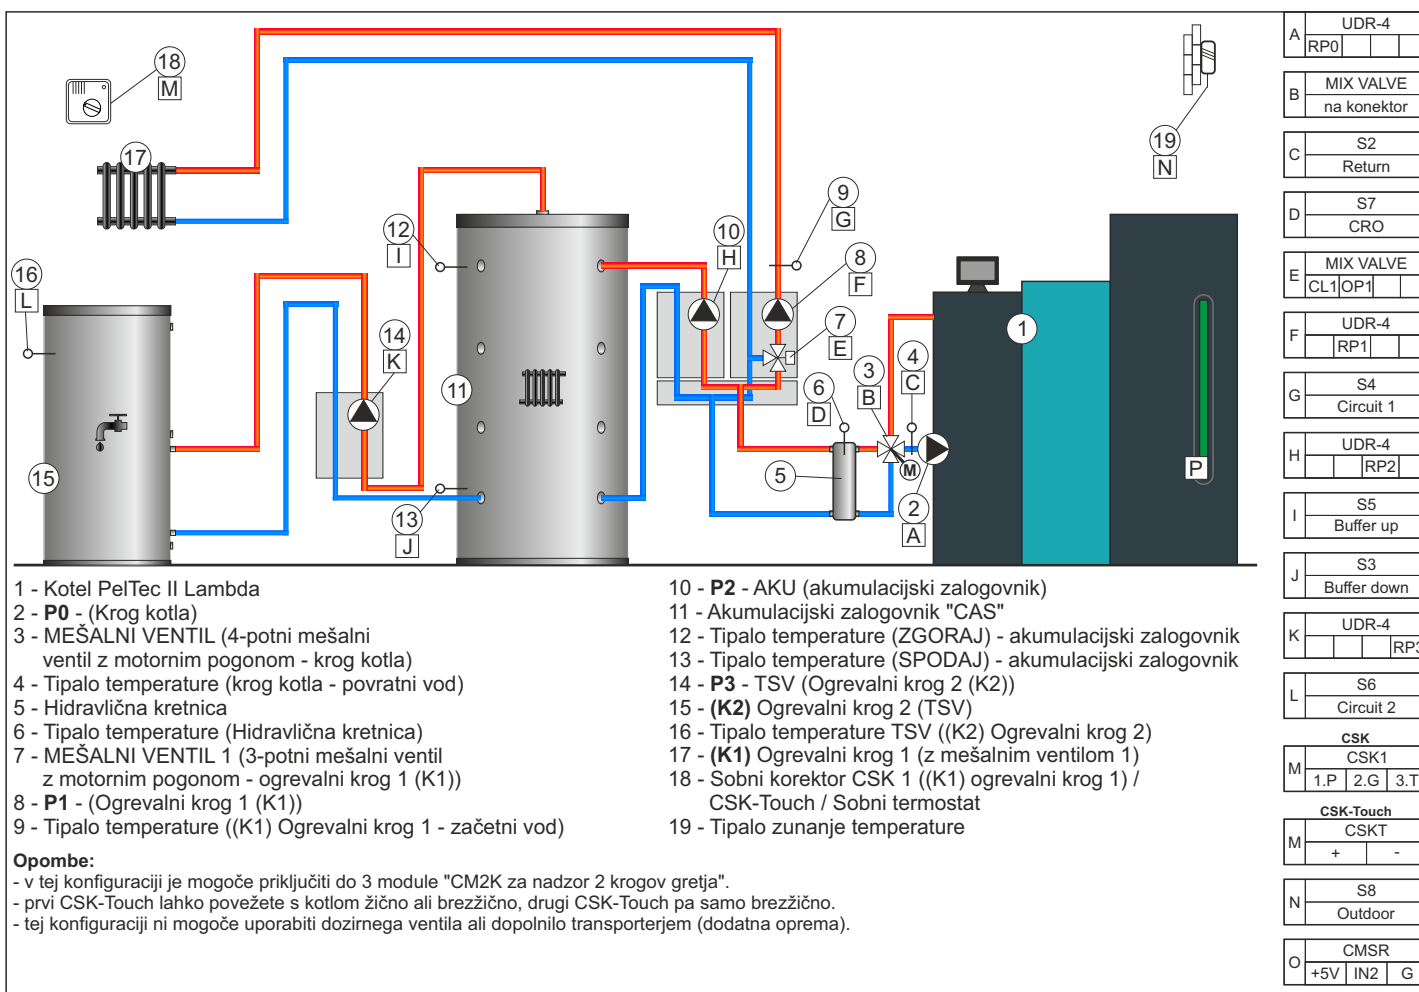 18
M
17
16
L
15
14
K
12
I
11
13
J
10
H
9
G
8
F
7
E
6
D
5
3
B
4
C
M
2
A
1
P
19
N
1 - Kotel PelTec II Lambda
2 - P0 - (Krog kotla)
3 - MEŠALNI VENTIL (4-potni mešalni
ventil z motornim pogonom - krog kotla)
4 - Tipalo temperature (krog kotla - povratni vod)
5 - Hidravlična kretnica
6 - Tipalo temperature (Hidravlična kretnica)
7 - MEŠALNI VENTIL 1 (3-potni mešalni ventil
z motornim pogonom - ogrevalni krog 1 (K1))
8 - P1 - (Ogrevalni krog 1 (K1))
9 - Tipalo temperature ((K1) Ogrevalni krog 1 - začetni vod)
10 - P2 - AKU (akumulacijski zalogovnik)
11 - Akumulacijski zalogovnik "CAS"
12 - Tipalo temperature (ZGORAJ) - akumulacijski zalogovnik
13 - Tipalo temperature (SPODAJ) - akumulacijski zalogovnik
14 - P3 - TSV (Ogrevalni krog 2 (K2))
15 - (K2) Ogrevalni krog 2 (TSV)
16 - Tipalo temperature TSV ((K2) Ogrevalni krog 2)
17 - (K1) Ogrevalni krog 1 (z mešalnim ventilom 1)
18 - Sobni korektor CSK 1 ((K1) ogrevalni krog 1) /
CSK-Touch / Sobni termostat
19 - Tipalo zunanje temperature
Opombe:
- v tej konfiguraciji je mogoče priključiti do 3 module "CM2K za nadzor 2 krogov gretja".
- prvi CSK-Touch lahko povežete s kotlom žično ali brezžično, drugi CSK-Touch pa samo brezžično.
- tej konfiguraciji ni mogoče uporabiti dozirnega ventila ali dopolnilo transporterjem (dodatna oprema).
A UDR-4
RP0
B MIX VALVE
na konektor
C S2
Return
D S7
CRO
E MIX VALVE
CL1 OP1
F UDR-4
RP1
G S4
Circuit 1
H UDR-4
RP2
I S5
Buffer up
J S3
Buffer down
K UDR-4
RP3
L S6
Circuit 2
CSK
M CSK1
1.P 2.G 3.T
CSK-Touch
M CSKT
+ -
N S8
Outdoor
O CMSR
+5V IN2 G